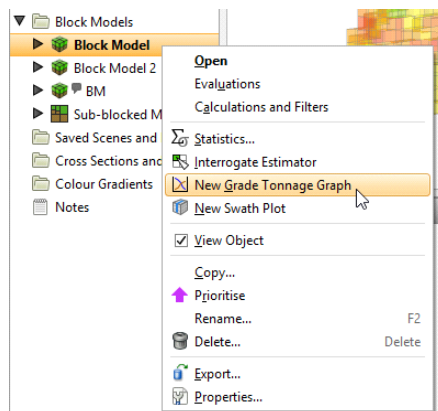 Block Models
Block Model
Block Model 2
BM
Sub-blocked M
Saved Scenes and
Cross Sections and
Colour Gradients
Notes
Open
Evaluations
Calculations and Filters
Statistics...
Interrogate Estimator
New Grade Tonnage Graph
New Swath Plot
View Object
Copy...
Prioritise
Rename... F2
Delete... Delete
Export...
Properties...